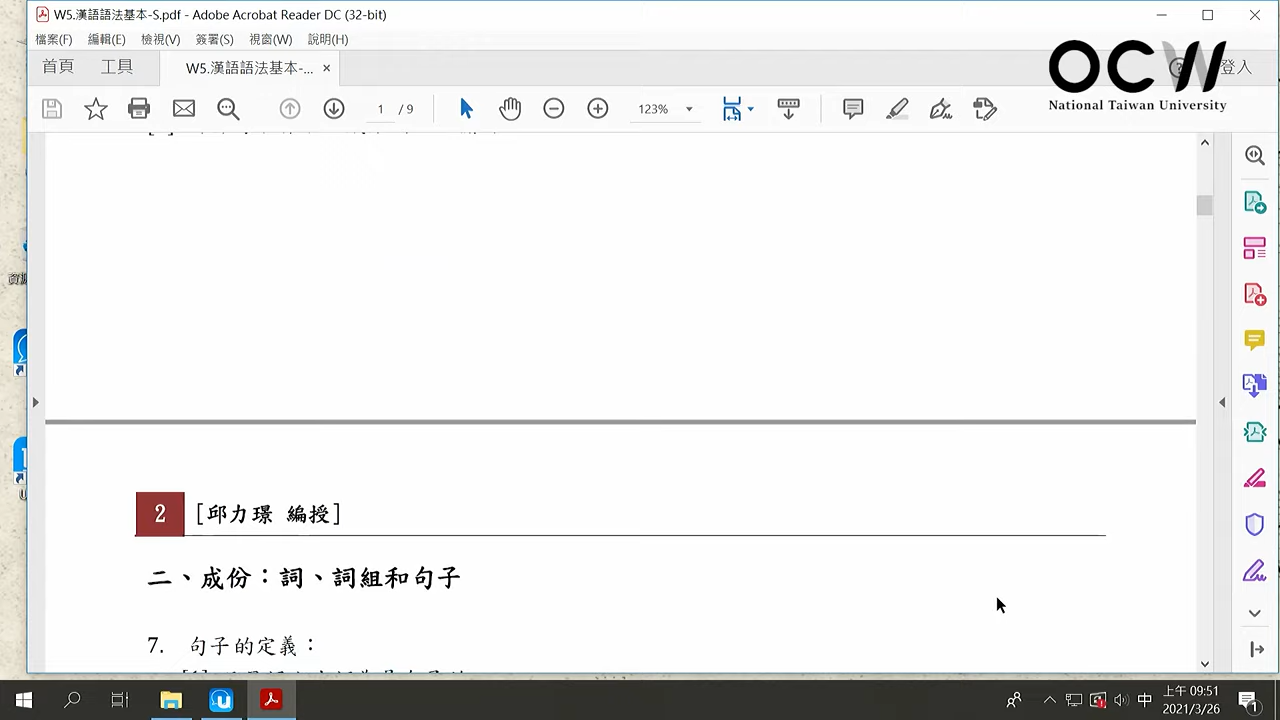 W5.漢語語法基本-S.pdf - Adobe Acrobat Reader DC (32-bit)
檔案(F) 編輯(E) 檢視(V) 簽署(S) 視窗(W) 說明(H)
首頁 工具 W5.漢語語法基本-... × 登入
OCW
National Taiwan University
1 / 9 123%
2 [邱力璟 編授]
二、成份：詞、詞組和句子
7. 句子的定義：
中
上午 09:51
2021/3/26
1